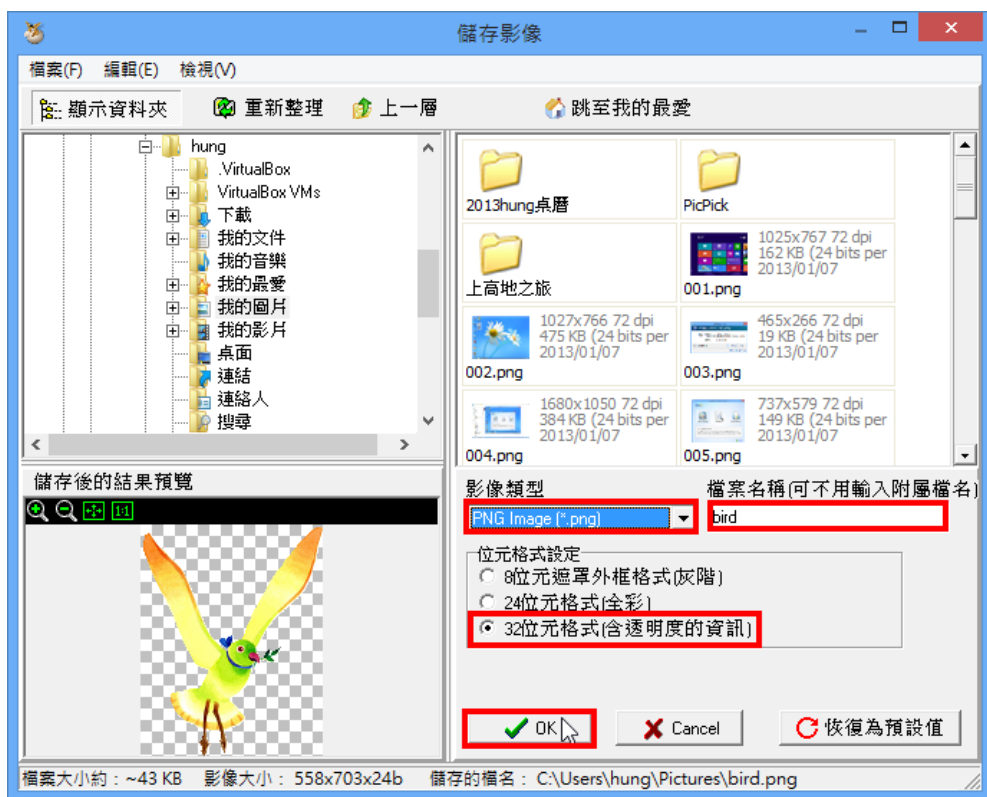 儲存影像
檔案(F) 編輯(E) 檢視(V)
顯示資料夾 重新整理 上一層 跳至我的最愛
hung
.VirtualBox
VirtualBox VMs
下載
我的文件
我的音樂
我的最愛
我的圖片
我的影片
桌面
連結
連絡人
搜尋
2013hung桌曆
PicPick
上高地之旅
1025x767 72 dpi
162 KB (24 bits per
2013/01/07
001.png
1027x766 72 dpi
475 KB (24 bits per
2013/01/07
002.png
465x266 72 dpi
19 KB (24 bits per
2013/01/07
003.png
1680x1050 72 dpi
384 KB (24 bits per
2013/01/07
004.png
737x579 72 dpi
149 KB (24 bits per
2013/01/07
005.png
儲存後的結果預覽
1:1
影像類型
PNG Image (*.png)
檔案名稱(可不用輸入附屬檔名)
bird
位元格式設定
8位元遮罩外框格式(灰階)
24位元格式(全彩)
32位元格式(含透明度的資訊)
OK Cancel 恢復為預設值
檔案大小約：~43 KB 影像大小： 558x703x24b 儲存的檔名： C:\Users\hung\Pictures\bird.png